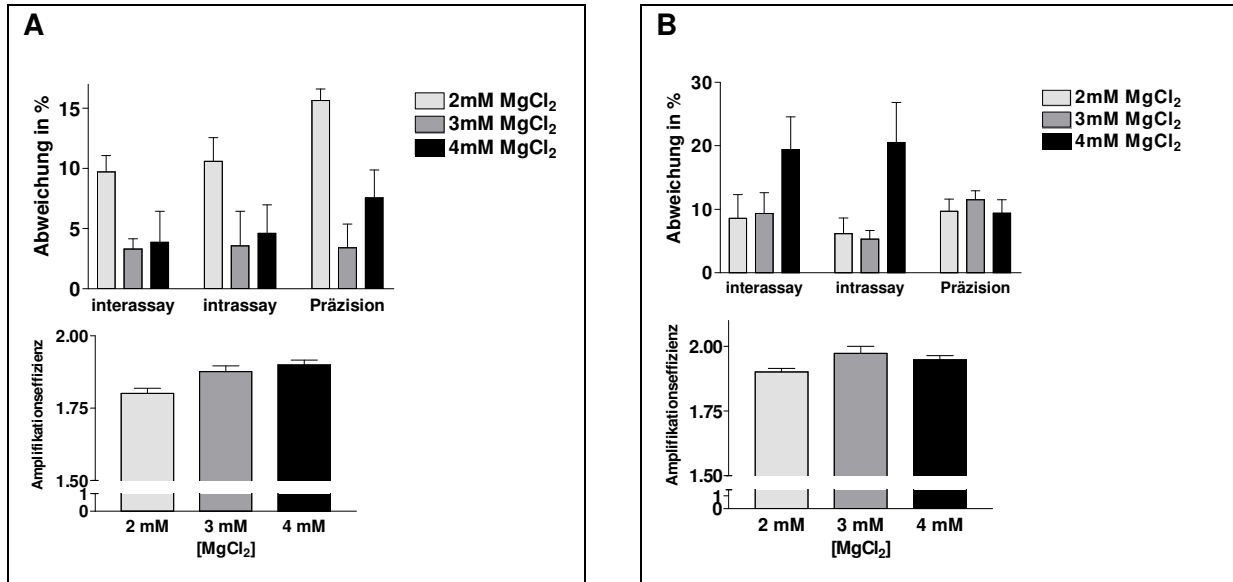 A
Abweichung in %
15
10
5
0
interassay intrassay Präzision
2mM MgCl₂
3mM MgCl₂
4mM MgCl₂
Amplifikationseffizienz
2.00
1.75
1.50
1
0
2 mM 3 mM 4 mM
[MgCl₂]
B
Abweichung in %
30
20
10
0
interassay intrassay Präzision
2mM MgCl₂
3mM MgCl₂
4mM MgCl₂
Amplifikationseffizienz
2.00
1.75
1.50
1
0
2 mM 3 mM 4 mM
[MgCl₂]